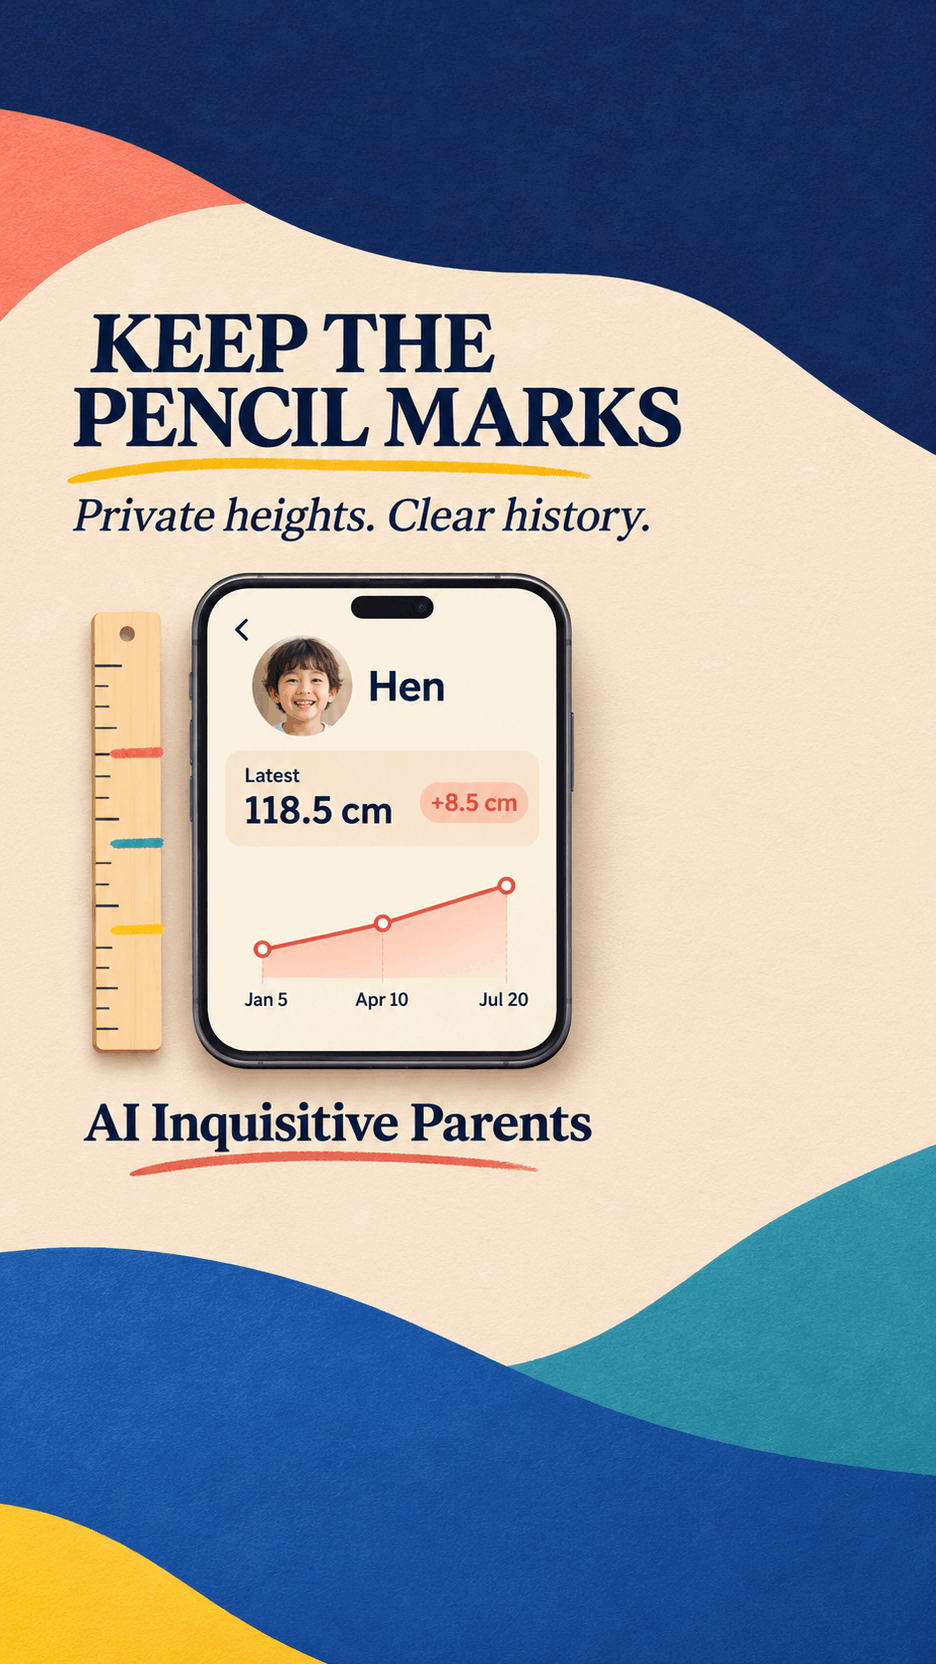 KEEP THE
PENCIL MARKS
Private heights. Clear history.
Hen
Latest
118.5 cm
+8.5 cm
Jan 5
Apr 10
Jul 20
AI Inquisitive Parents